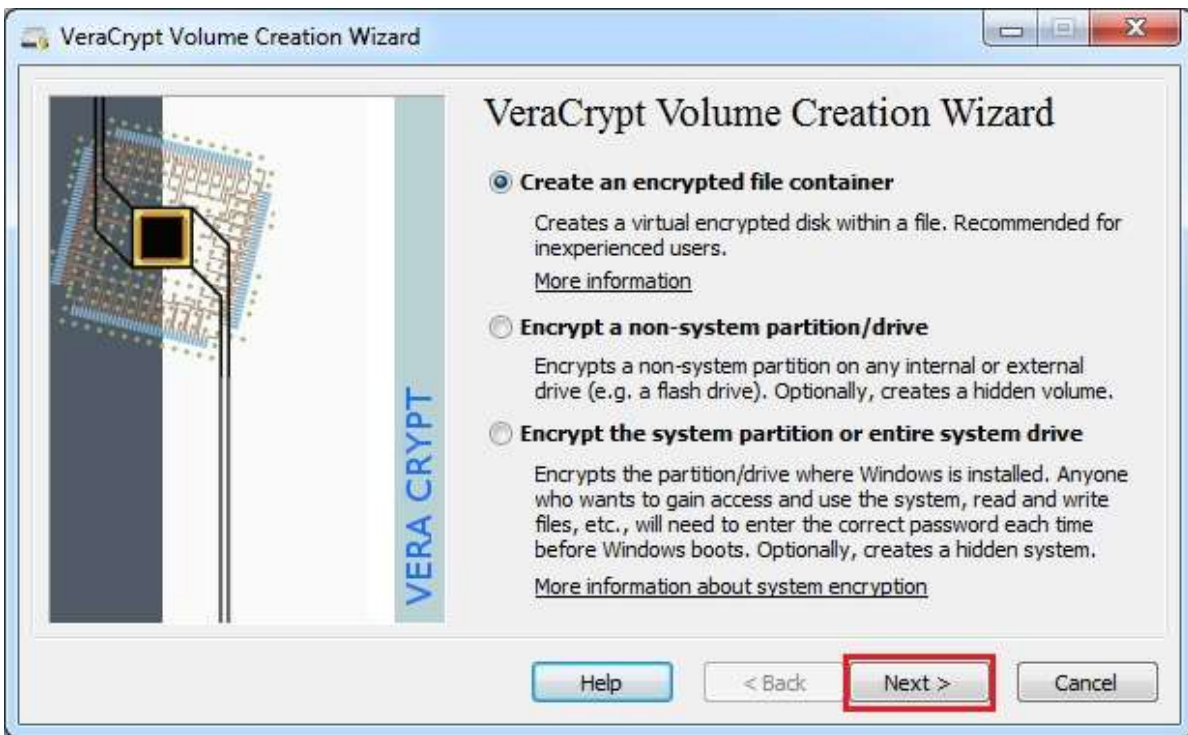 VeraCrypt Volume Creation Wizard
VERA CRYPT
VeraCrypt Volume Creation Wizard
Create an encrypted file container
Creates a virtual encrypted disk within a file. Recommended for
inexperienced users.
More information
Encrypt a non-system partition/drive
Encrypts a non-system partition on any internal or external
drive (e.g. a flash drive). Optionally, creates a hidden volume.
Encrypt the system partition or entire system drive
Encrypts the partition/drive where Windows is installed. Anyone
who wants to gain access and use the system, read and write
files, etc., will need to enter the correct password each time
before Windows boots. Optionally, creates a hidden system.
More information about system encryption
Help
< Back
Next >
Cancel